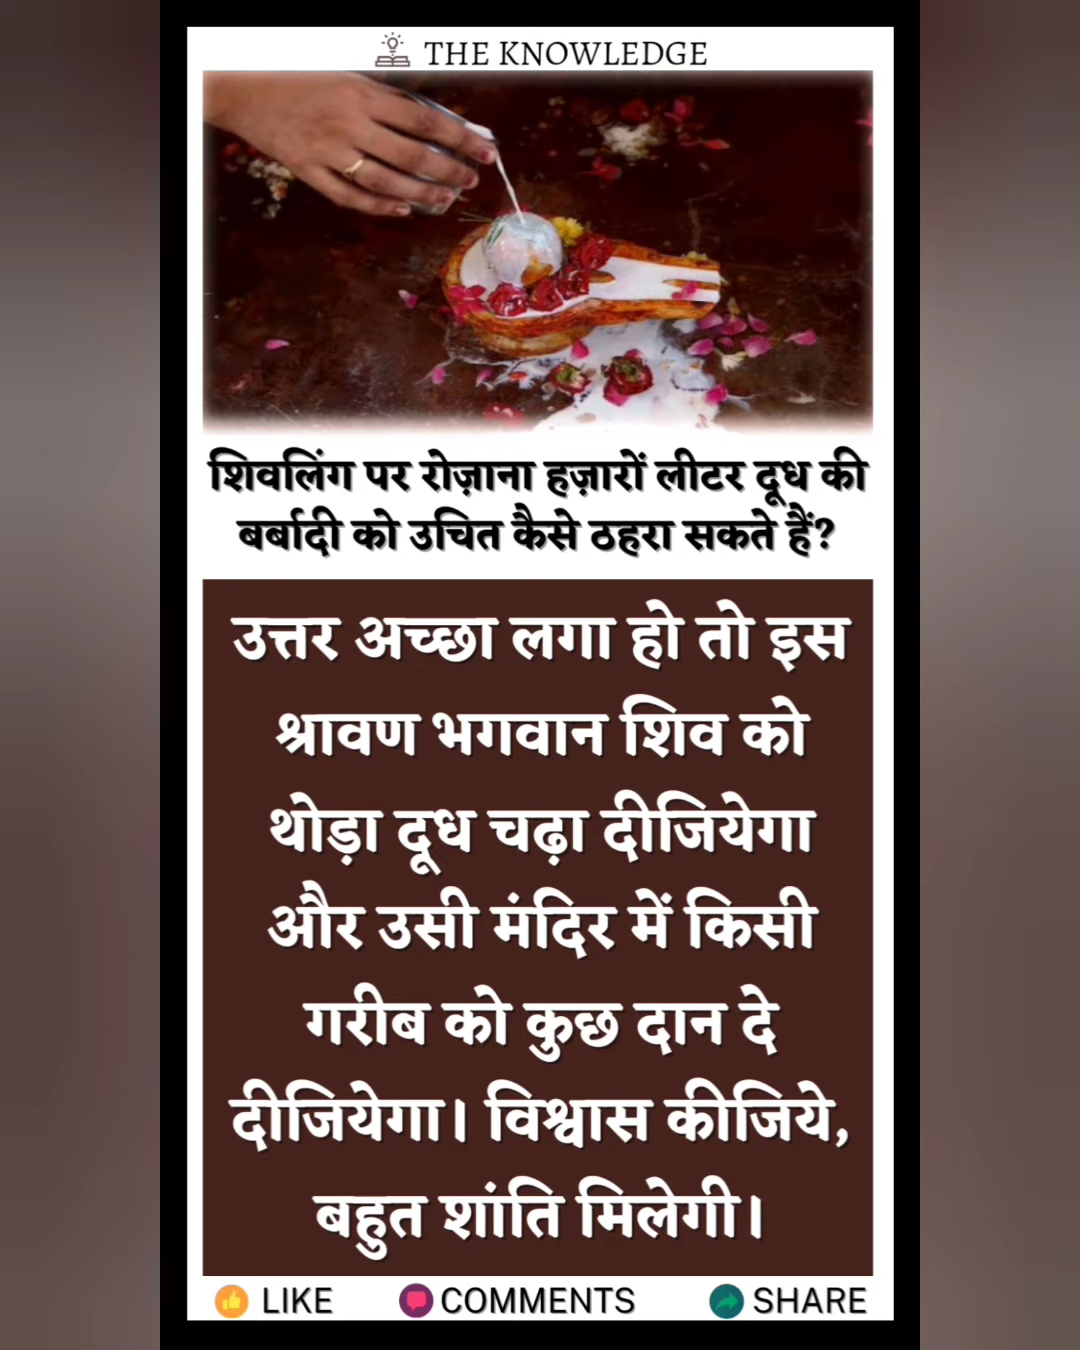 THE KNOWLEDGE
शिवलिंग पर रोज़ाना हज़ारों लीटर दूध की
बर्बादी को उचित कैसे ठहरा सकते हैं?
उत्तर अच्छा लगा हो तो इस
श्रावण भगवान शिव को
थोड़ा दूध चढ़ा दीजियेगा
और उसी मंदिर में किसी
गरीब को कुछ दान दे
दीजियेगा। विश्वास कीजिये,
बहुत शांति मिलेगी।
LIKE COMMENTS SHARE